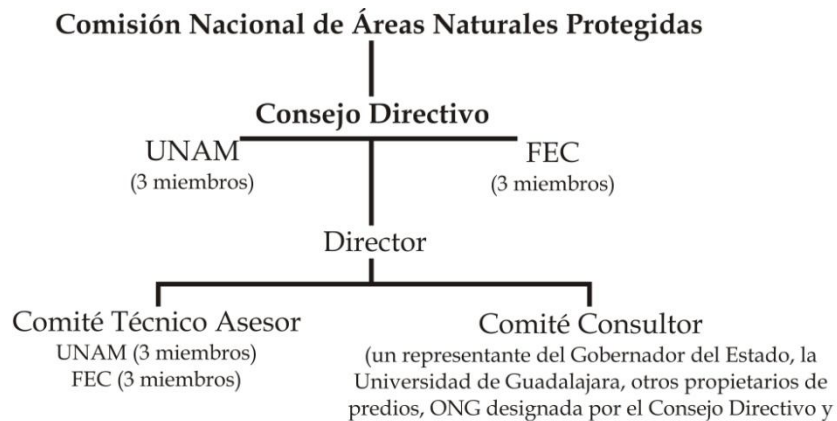 Comisión Nacional de Áreas Naturales Protegidas
Consejo Directivo
UNAM
(3 miembros)
FEC
(3 miembros)
Director
Comité Técnico Asesor
UNAM (3 miembros)
FEC (3 miembros)
Comité Consultor
(un representante del Gobernador del Estado, la
Universidad de Guadalajara, otros propietarios de
predios, ONG designada por el Consejo Directivo y